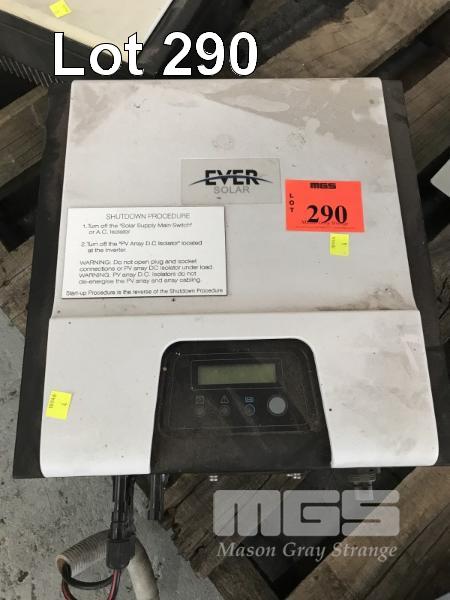 Lot 290
EVER
SOLAR
MGS
LOT
290
SHUTDOWN PROCEDURE
1. Turn off the "Solar Supply Main Switch"
or A.C. Isolator
2. Turn off the "PV Array D.C. Isolator" located
at the inverter.
WARNING: Do not open plug and socket
connections or PV array DC Isolator under load.
WARNING: PV array D.C. Isolators do not
de-energise the PV array and array cabling.
Start-up Procedure is the reverse of the Shutdown Procedure
MGS
Mason Gray Strange